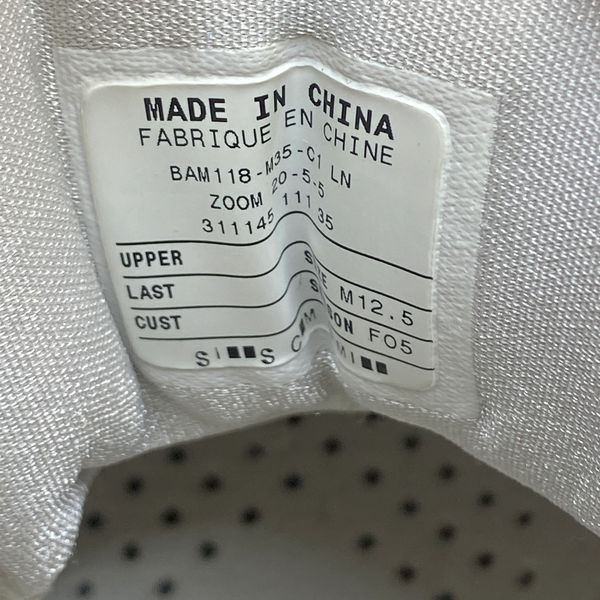 MADE IN CHINA
FABRIQUE EN CHINE
BAM118-M35-C1 LN
ZOOM 20-5-5
311145 111 35
UPPER
LAST SIZE M12.5
CUST F05